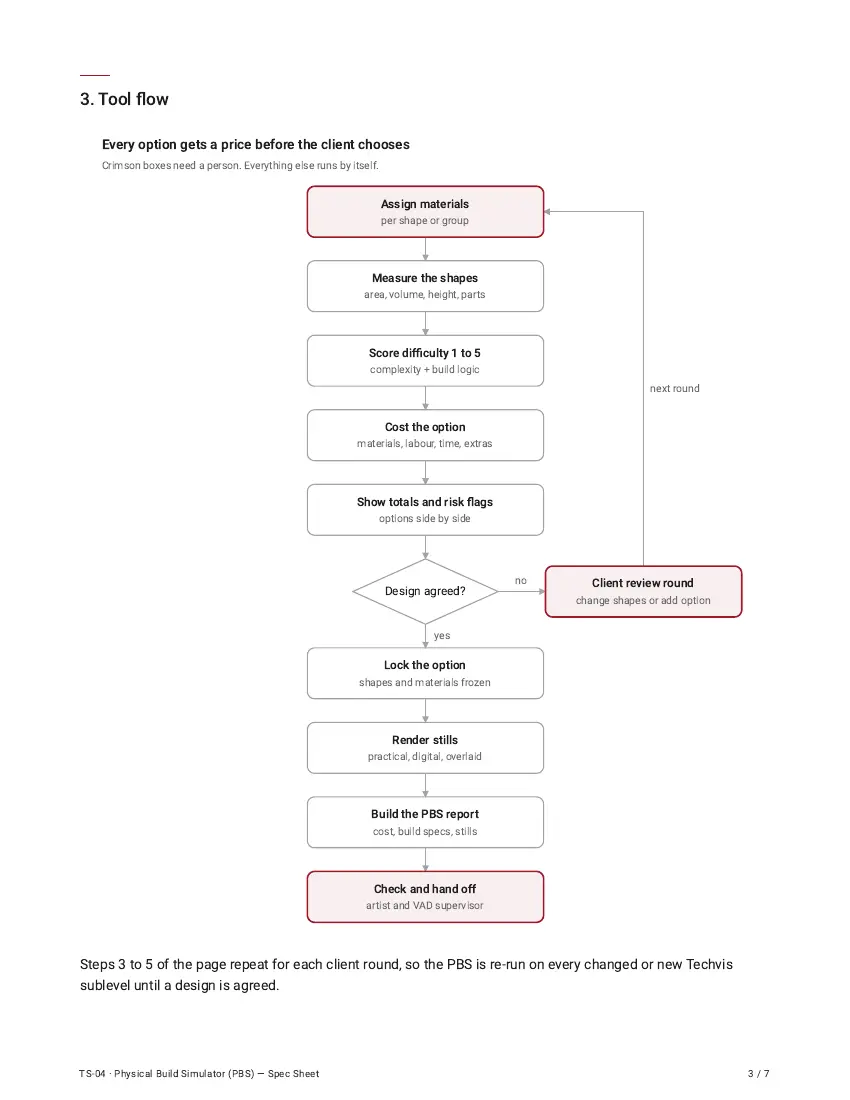 3. Tool flow
Every option gets a price before the client chooses
Crimson boxes need a person. Everything else runs by itself.
Assign materials
per shape or group
Measure the shapes
area, volume, height, parts
Score difficulty 1 to 5
complexity + build logic
next round
Cost the option
materials, labour, time, extras
Show totals and risk flags
options side by side
Design agreed?
no
Client review round
change shapes or add option
yes
Lock the option
shapes and materials frozen
Render stills
practical, digital, overlaid
Build the PBS report
cost, build specs, stills
Check and hand off
artist and VAD supervisor
Steps 3 to 5 of the page repeat for each client round, so the PBS is re-run on every changed or new Techvis
sublevel until a design is agreed.
TS-04 · Physical Build Simulator (PBS) — Spec Sheet
3 / 7